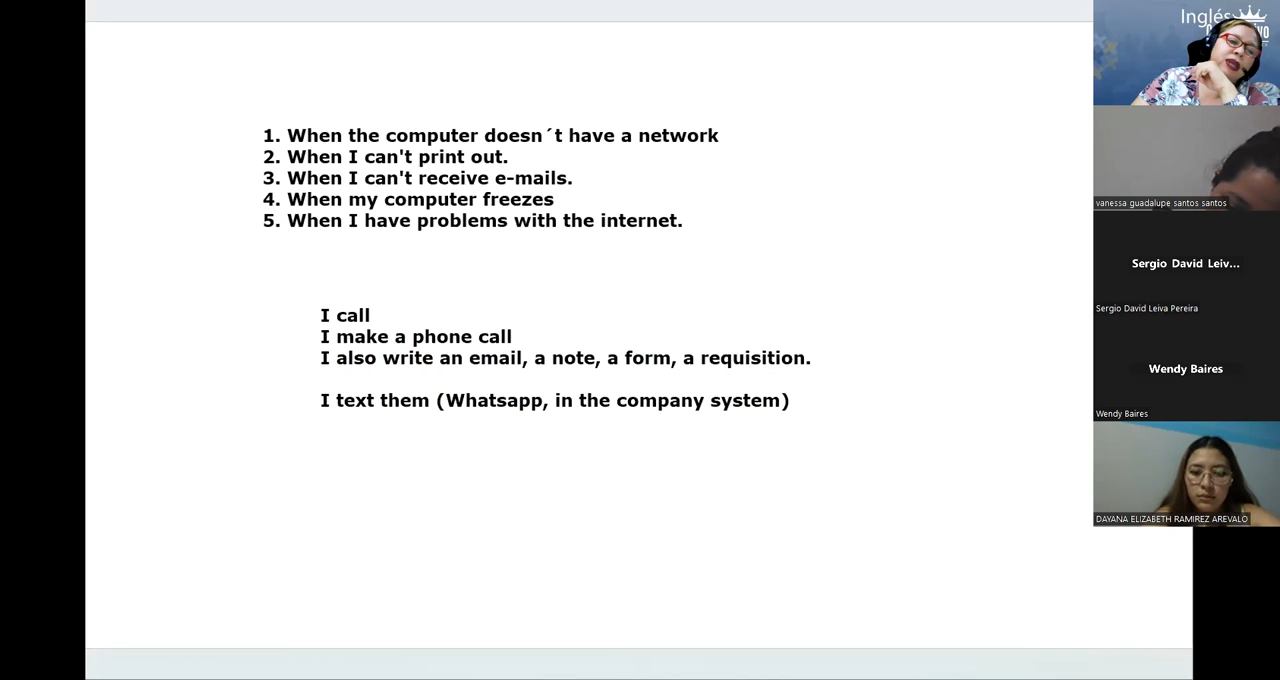 1. When the computer doesn´t have a network
2. When I can't print out.
3. When I can't receive e-mails.
4. When my computer freezes
5. When I have problems with the internet.
I call
I make a phone call
I also write an email, a note, a form, a requisition.
I text them (Whatsapp, in the company system)
Inglés
vanessa guadalupe santos santos
Sergio David Leiv...
Sergio David Leiva Pereira
Wendy Baires
Wendy Baires
DAYANA ELIZABETH RAMIREZ AREVALO